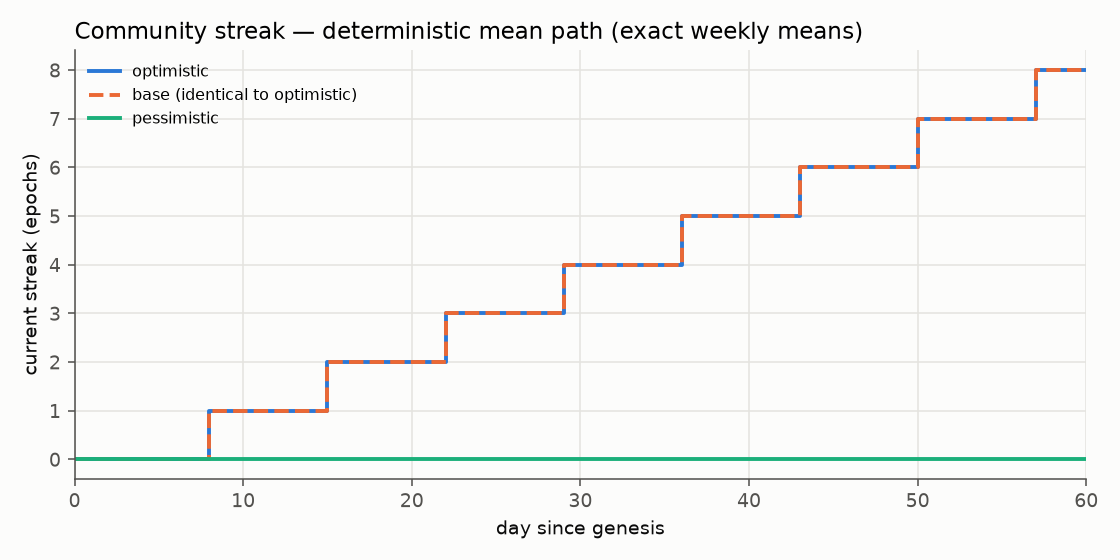 Community streak — deterministic mean path (exact weekly means)
optimistic
base (identical to optimistic)
pessimistic
current streak (epochs)
8
7
6
5
4
3
2
1
0
0 10 20 30 40 50 60
day since genesis